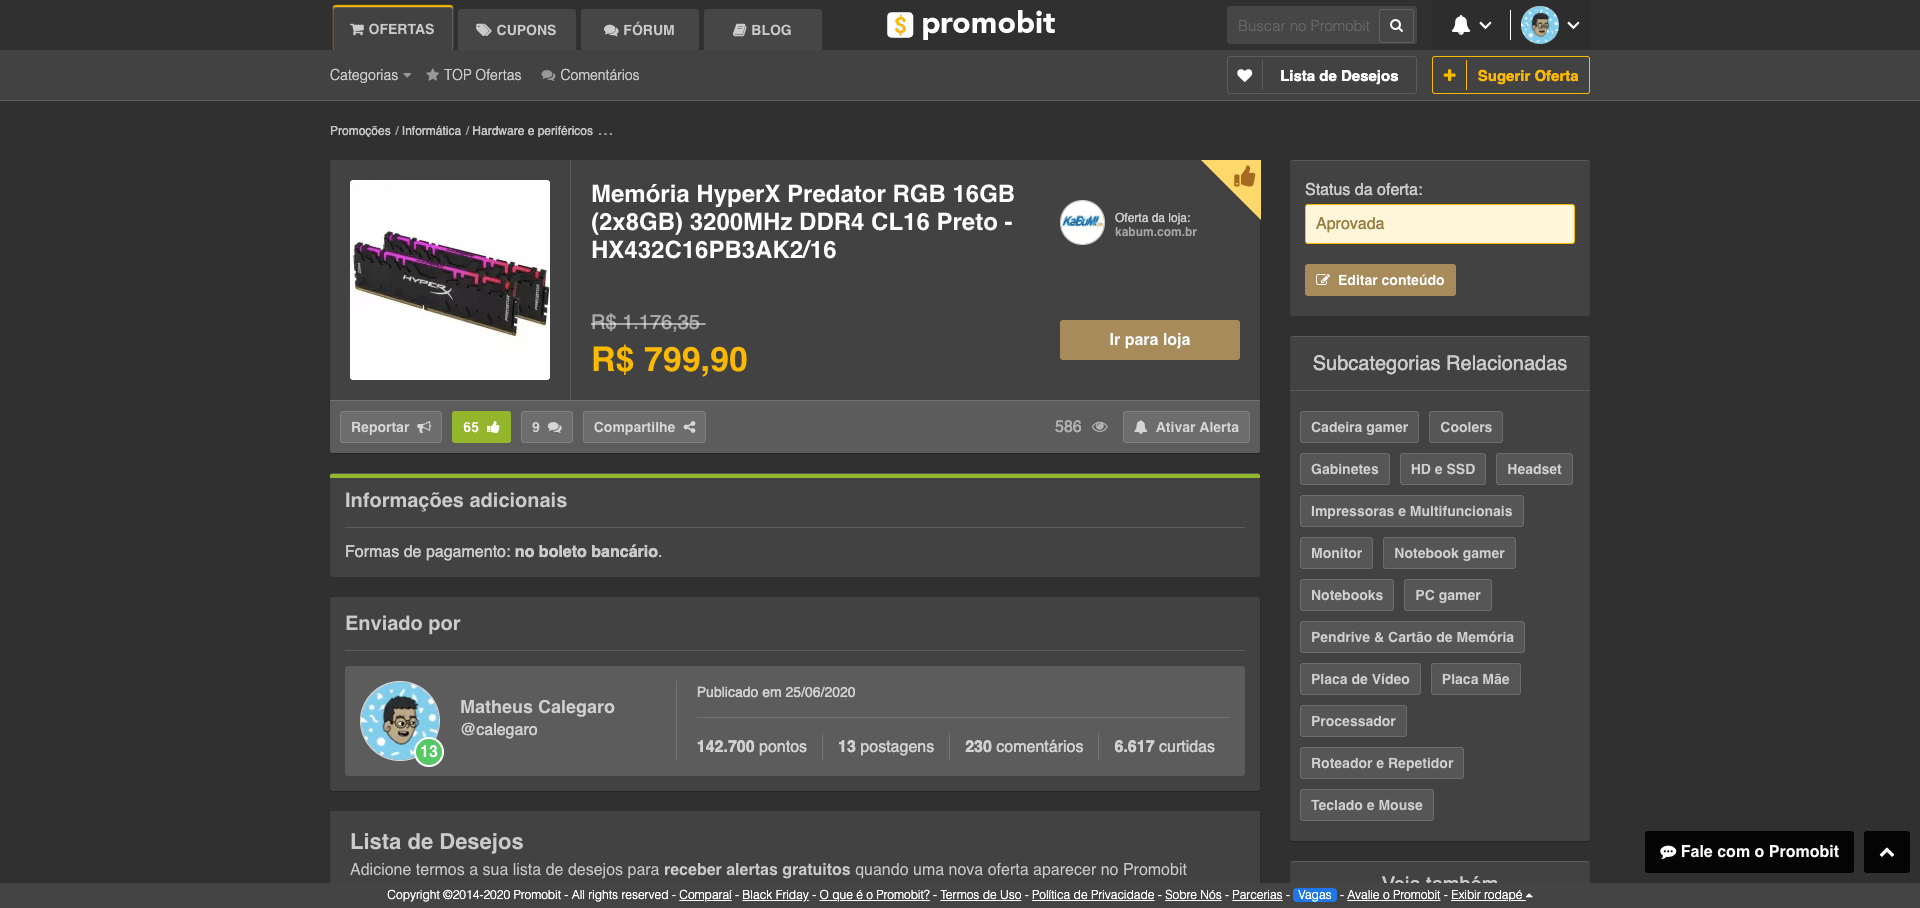 OFERTAS
CUPONS
FÓRUM
BLOG
promobit
Buscar no Promobit
Categorias
TOP Ofertas
Comentários
Lista de Desejos
Sugerir Oferta
Promoções / Informática / Hardware e periféricos ...
HYPERX
Memória HyperX Predator RGB 16GB
(2x8GB) 3200MHz DDR4 CL16 Preto -
HX432C16PB3AK2/16
KaBuM!
Oferta da loja:
kabum.com.br
R$ 1.176,35
R$ 799,90
Ir para loja
Reportar
65
9
Compartilhe
586
Ativar Alerta
Informações adicionais
Formas de pagamento: no boleto bancário.
Enviado por
Matheus Calegaro
@calegaro
13
Publicado em 25/06/2020
142.700 pontos
13 postagens
230 comentários
6.617 curtidas
Lista de Desejos
Adicione termos a sua lista de desejos para receber alertas gratuitos quando uma nova oferta aparecer no Promobit
Status da oferta:
Aprovada
Editar conteúdo
Subcategorias Relacionadas
Cadeira gamer
Coolers
Gabinetes
HD e SSD
Headset
Impressoras e Multifuncionais
Monitor
Notebook gamer
Notebooks
PC gamer
Pendrive & Cartão de Memória
Placa de Vídeo
Placa Mãe
Processador
Roteador e Repetidor
Teclado e Mouse
Veja também
Fale com o Promobit
Copyright ©2014-2020 Promobit - All rights reserved - Comparaí - Black Friday - O que é o Promobit? - Termos de Uso - Política de Privacidade - Sobre Nós - Parcerias - Vagas - Avalie o Promobit - Exibir rodapé